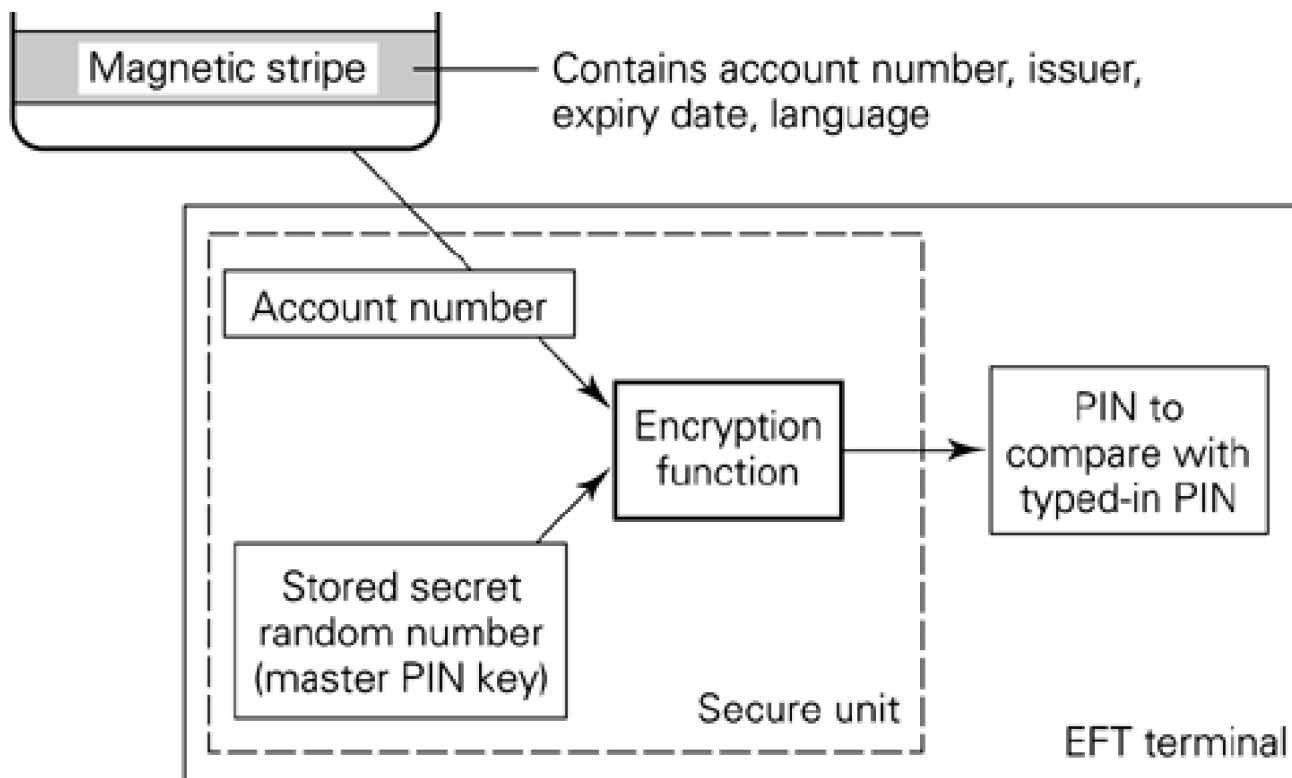 Magnetic stripe
Contains account number, issuer,
expiry date, language
Account number
Encryption
function
PIN to
compare with
typed-in PIN
Stored secret
random number
(master PIN key)
Secure unit
EFT terminal